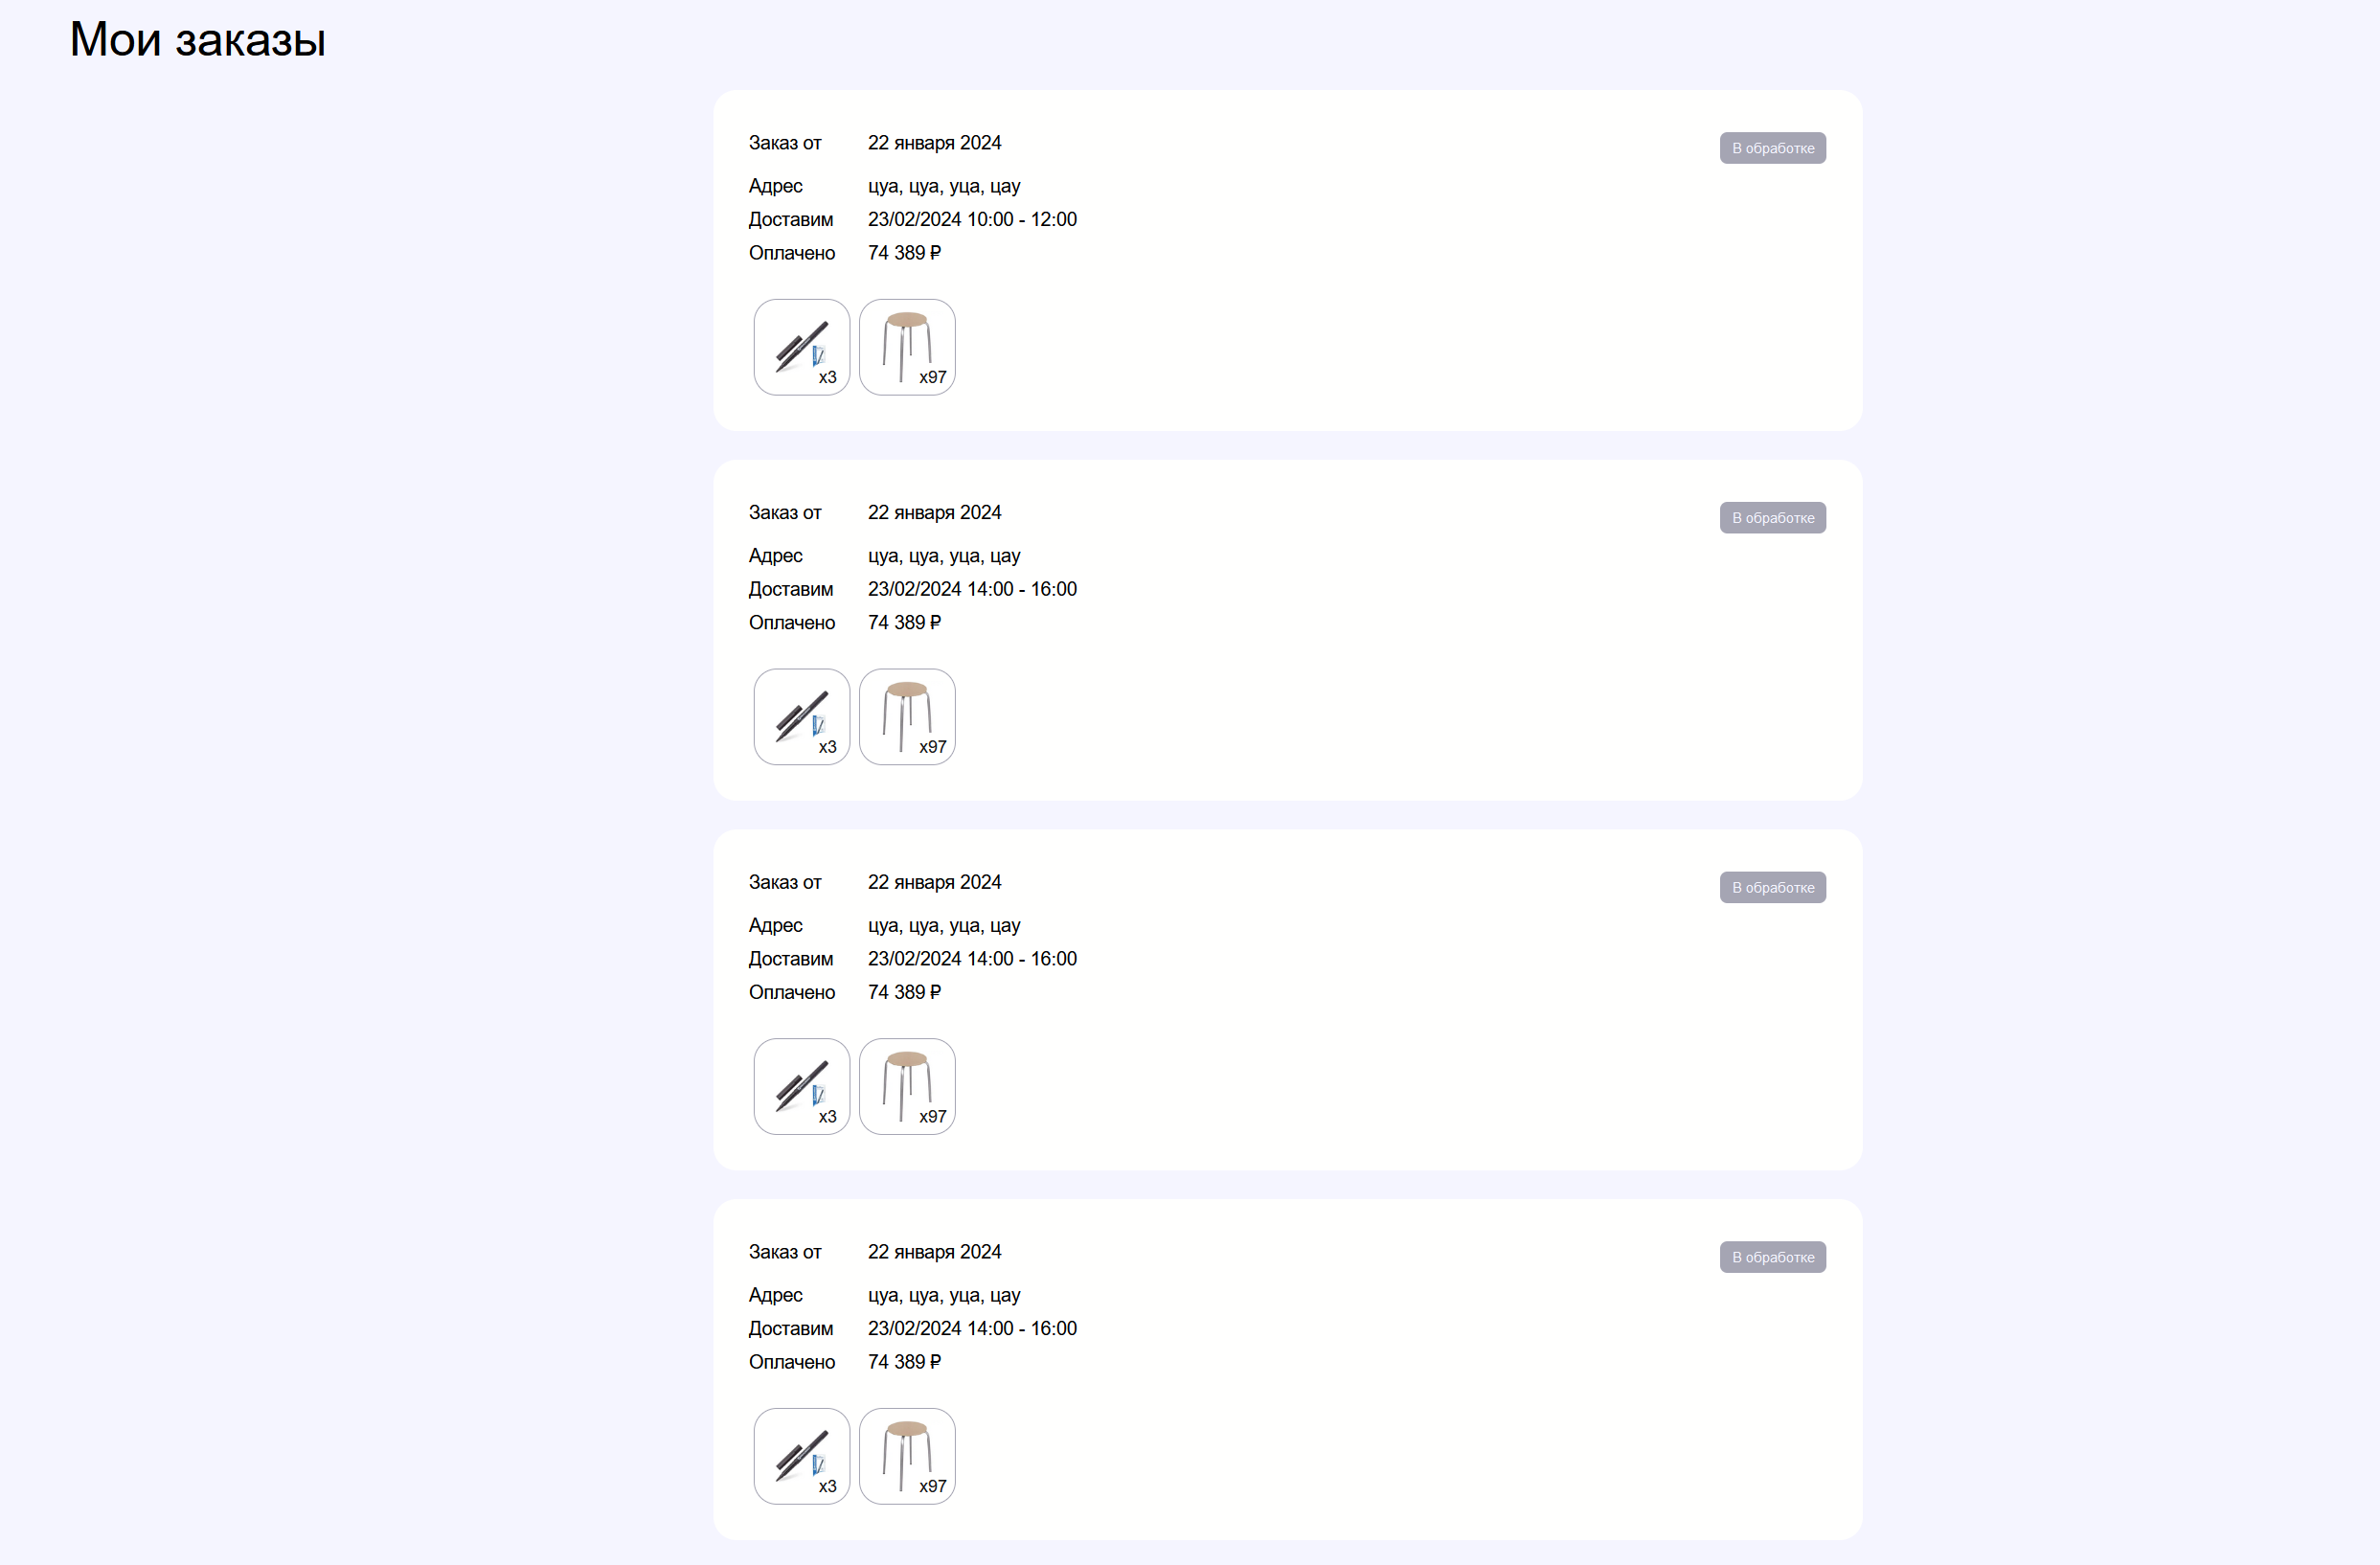 Мои заказы
Заказ от 22 января 2024 В обработке
Адрес цуа, цуа, уца, цау
Доставим 23/02/2024 10:00 - 12:00
Оплачено 74 389 ₽
x3 x97
Заказ от 22 января 2024 В обработке
Адрес цуа, цуа, уца, цау
Доставим 23/02/2024 14:00 - 16:00
Оплачено 74 389 ₽
x3 x97
Заказ от 22 января 2024 В обработке
Адрес цуа, цуа, уца, цау
Доставим 23/02/2024 14:00 - 16:00
Оплачено 74 389 ₽
x3 x97
Заказ от 22 января 2024 В обработке
Адрес цуа, цуа, уца, цау
Доставим 23/02/2024 14:00 - 16:00
Оплачено 74 389 ₽
x3 x97